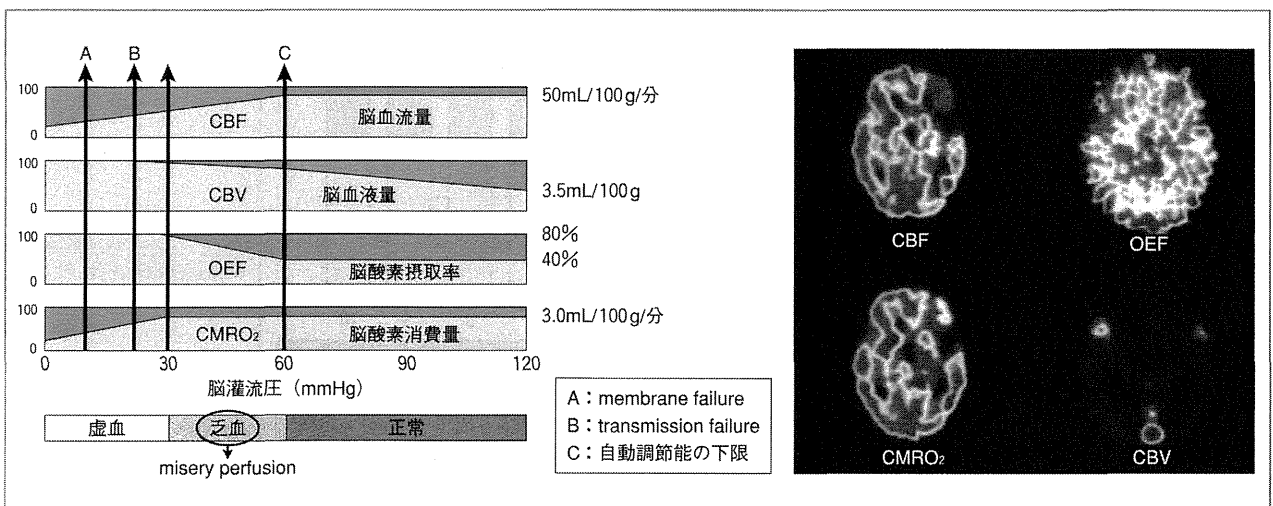 A B C
100
0
CBF
脳血流量
50mL/100g/分
100
0
CBV
脳血液量
3.5mL/100g
100
0
OEF
脳酸素摂取率
80%
40%
100
0
CMRO₂
脳酸素消費量
3.0mL/100g/分
0 30 60 90 120
脳灌流圧（mmHg）
虚血 乏血 正常
misery perfusion
A：membrane failure
B：transmission failure
C：自動調節能の下限
CBF OEF
CMRO₂ CBV